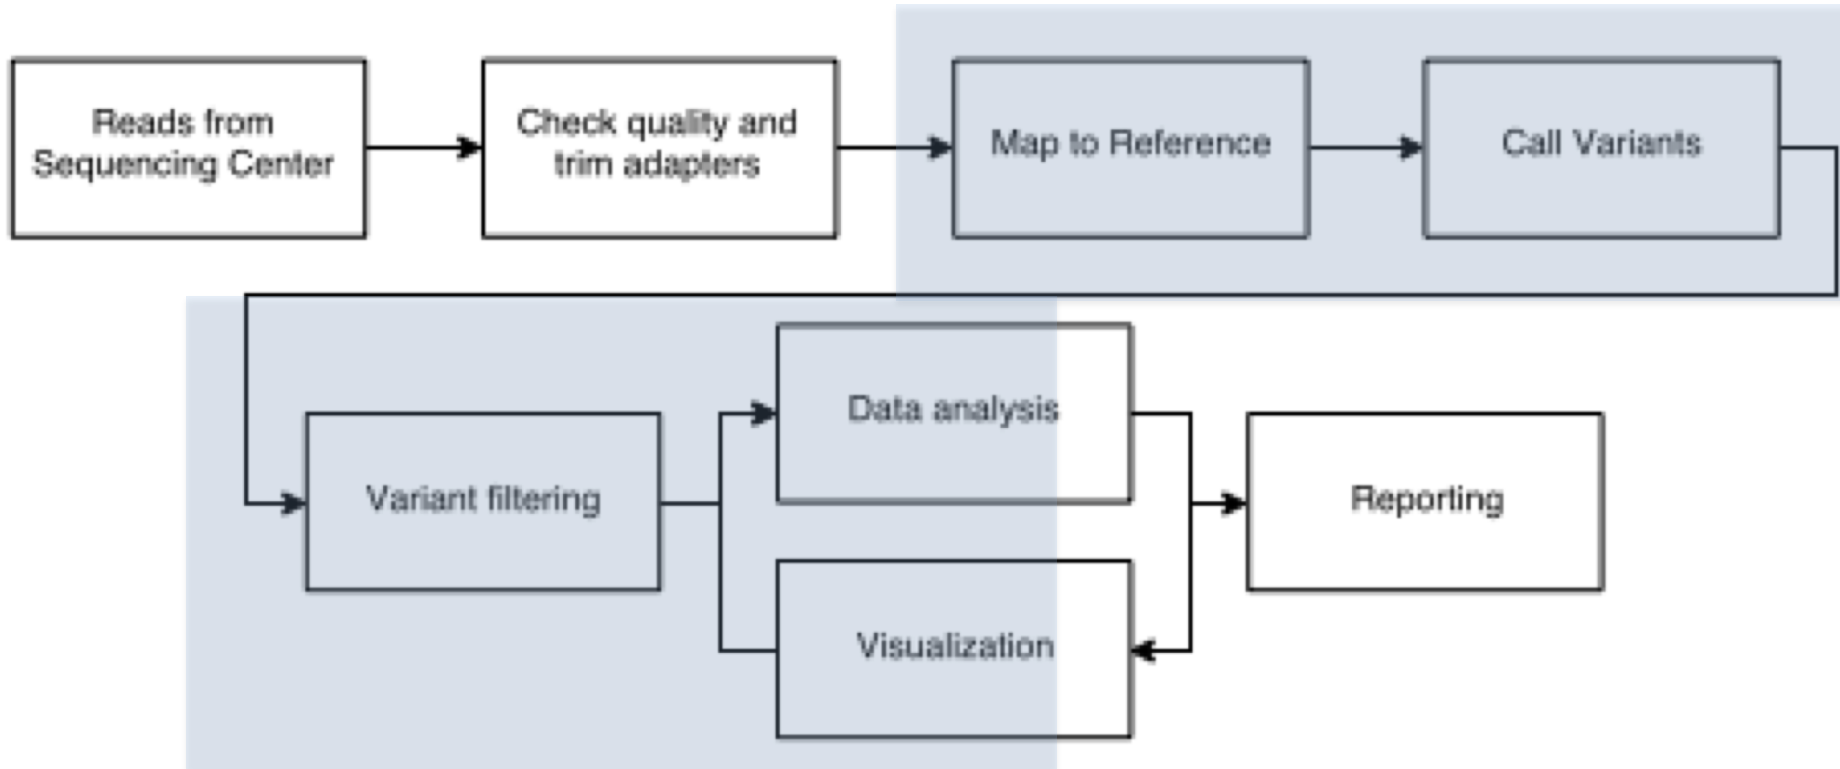 Reads from
Sequencing Center
Check quality and
trim adapters
Map to Reference
Call Variants
Variant filtering
Data analysis
Visualization
Reporting